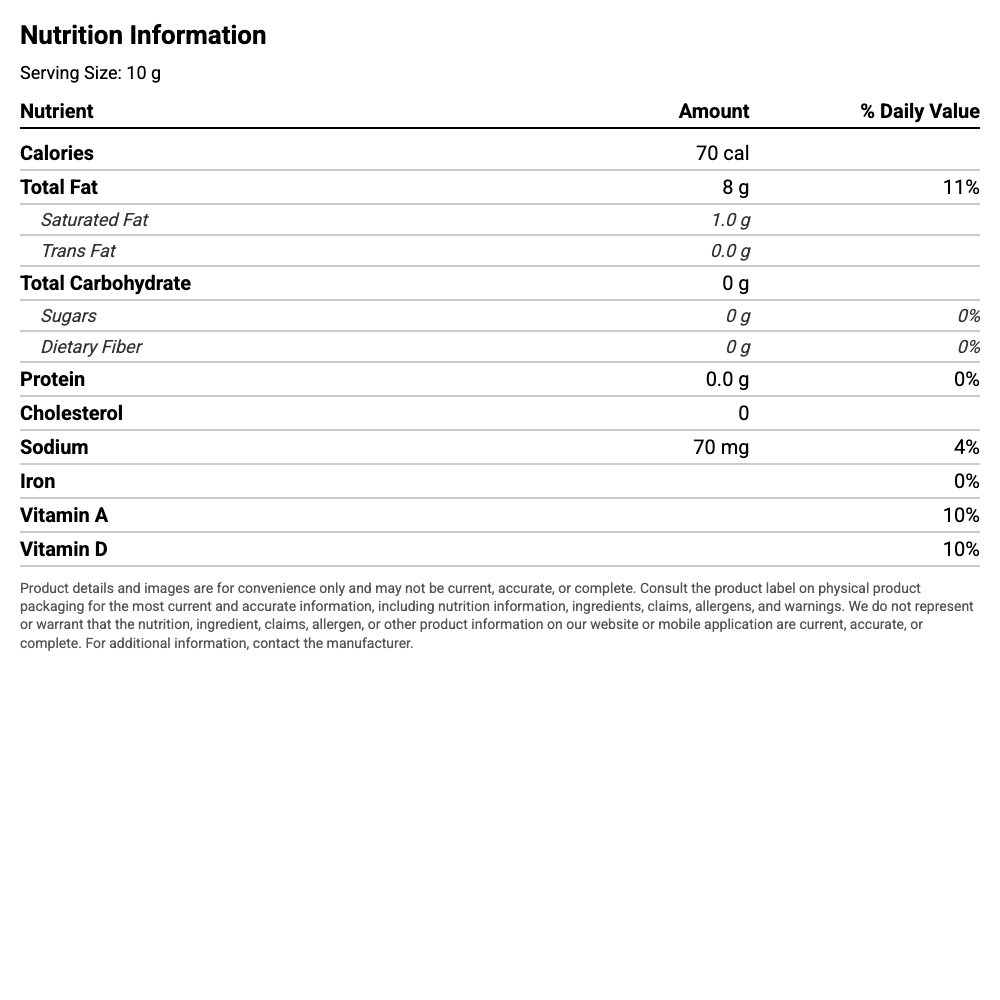 Nutrition Information
Serving Size: 10 g
Nutrient Amount % Daily Value
Calories 70 cal
Total Fat 8 g 11%
Saturated Fat 1.0 g
Trans Fat 0.0 g
Total Carbohydrate 0 g
Sugars 0 g 0%
Dietary Fiber 0 g 0%
Protein 0.0 g 0%
Cholesterol 0
Sodium 70 mg 4%
Iron 0%
Vitamin A 10%
Vitamin D 10%
Product details and images are for convenience only and may not be current, accurate, or complete. Consult the product label on physical product
packaging for the most current and accurate information, including nutrition information, ingredients, claims, allergens, and warnings. We do not represent
or warrant that the nutrition, ingredient, claims, allergen, or other product information on our website or mobile application are current, accurate, or
complete. For additional information, contact the manufacturer.